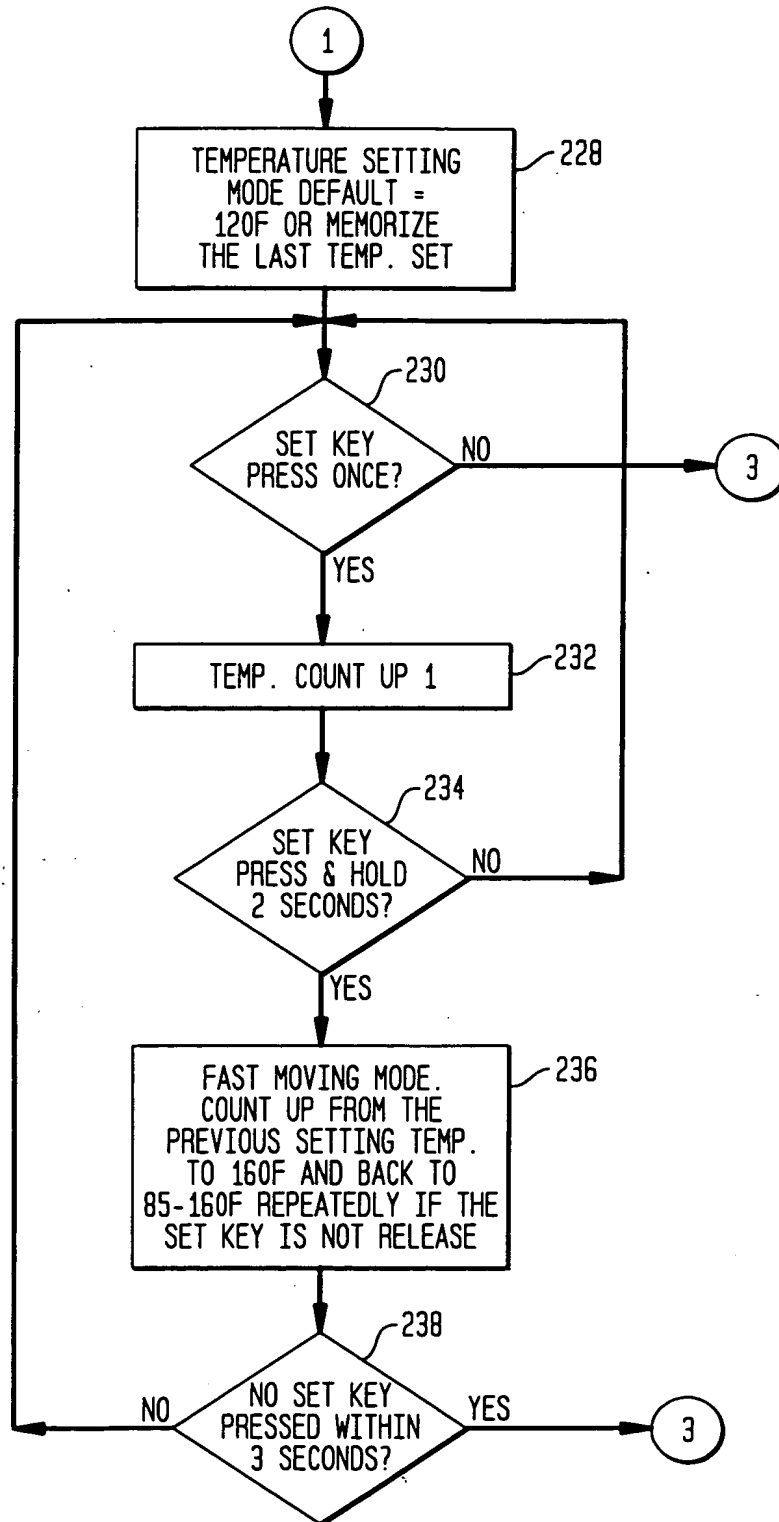 1
TEMPERATURE SETTING
MODE DEFAULT =
120F OR MEMORIZE
THE LAST TEMP. SET
228
230
SET KEY
PRESS ONCE?
NO
3
YES
TEMP. COUNT UP 1
232
234
SET KEY
PRESS & HOLD
2 SECONDS?
NO
YES
FAST MOVING MODE.
COUNT UP FROM THE
PREVIOUS SETTING TEMP.
TO 160F AND BACK TO
85-160F REPEATEDLY IF THE
SET KEY IS NOT RELEASE
236
238
NO SET KEY
PRESSED WITHIN
3 SECONDS?
NO
YES
3